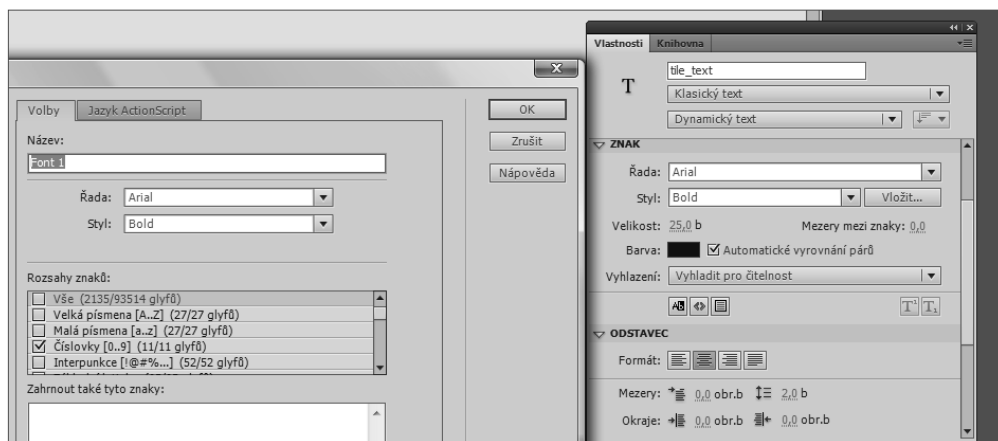 Volby Jazyk ActionScript
Název:
Font 1
Řada: Arial
Styl: Bold
Rozsahy znaků:
Vše (2135/93514 glyfů)
Velká písmena [A..Z] (27/27 glyfů)
Malá písmena [a..z] (27/27 glyfů)
Číslovky [0..9] (11/11 glyfů)
Interpunkce [!@#%...] (52/52 glyfů)
Zahrnout také tyto znaky:
OK
Zrušit
Nápověda
Vlastnosti Knihovna
T
tile_text
Klasický text
Dynamický text
ZNAK
Řada: Arial
Styl: Bold Vložit...
Velikost: 25,0 b Mezery mezi znaky: 0,0
Barva: Automatické vyrovnání párů
Vyhlazení: Vyhladit pro čitelnost
T¹ T₁
ODSTAVEC
Formát:
Mezery: 0,0 obr.b 2,0 b
Okraje: 0,0 obr.b 0,0 obr.b